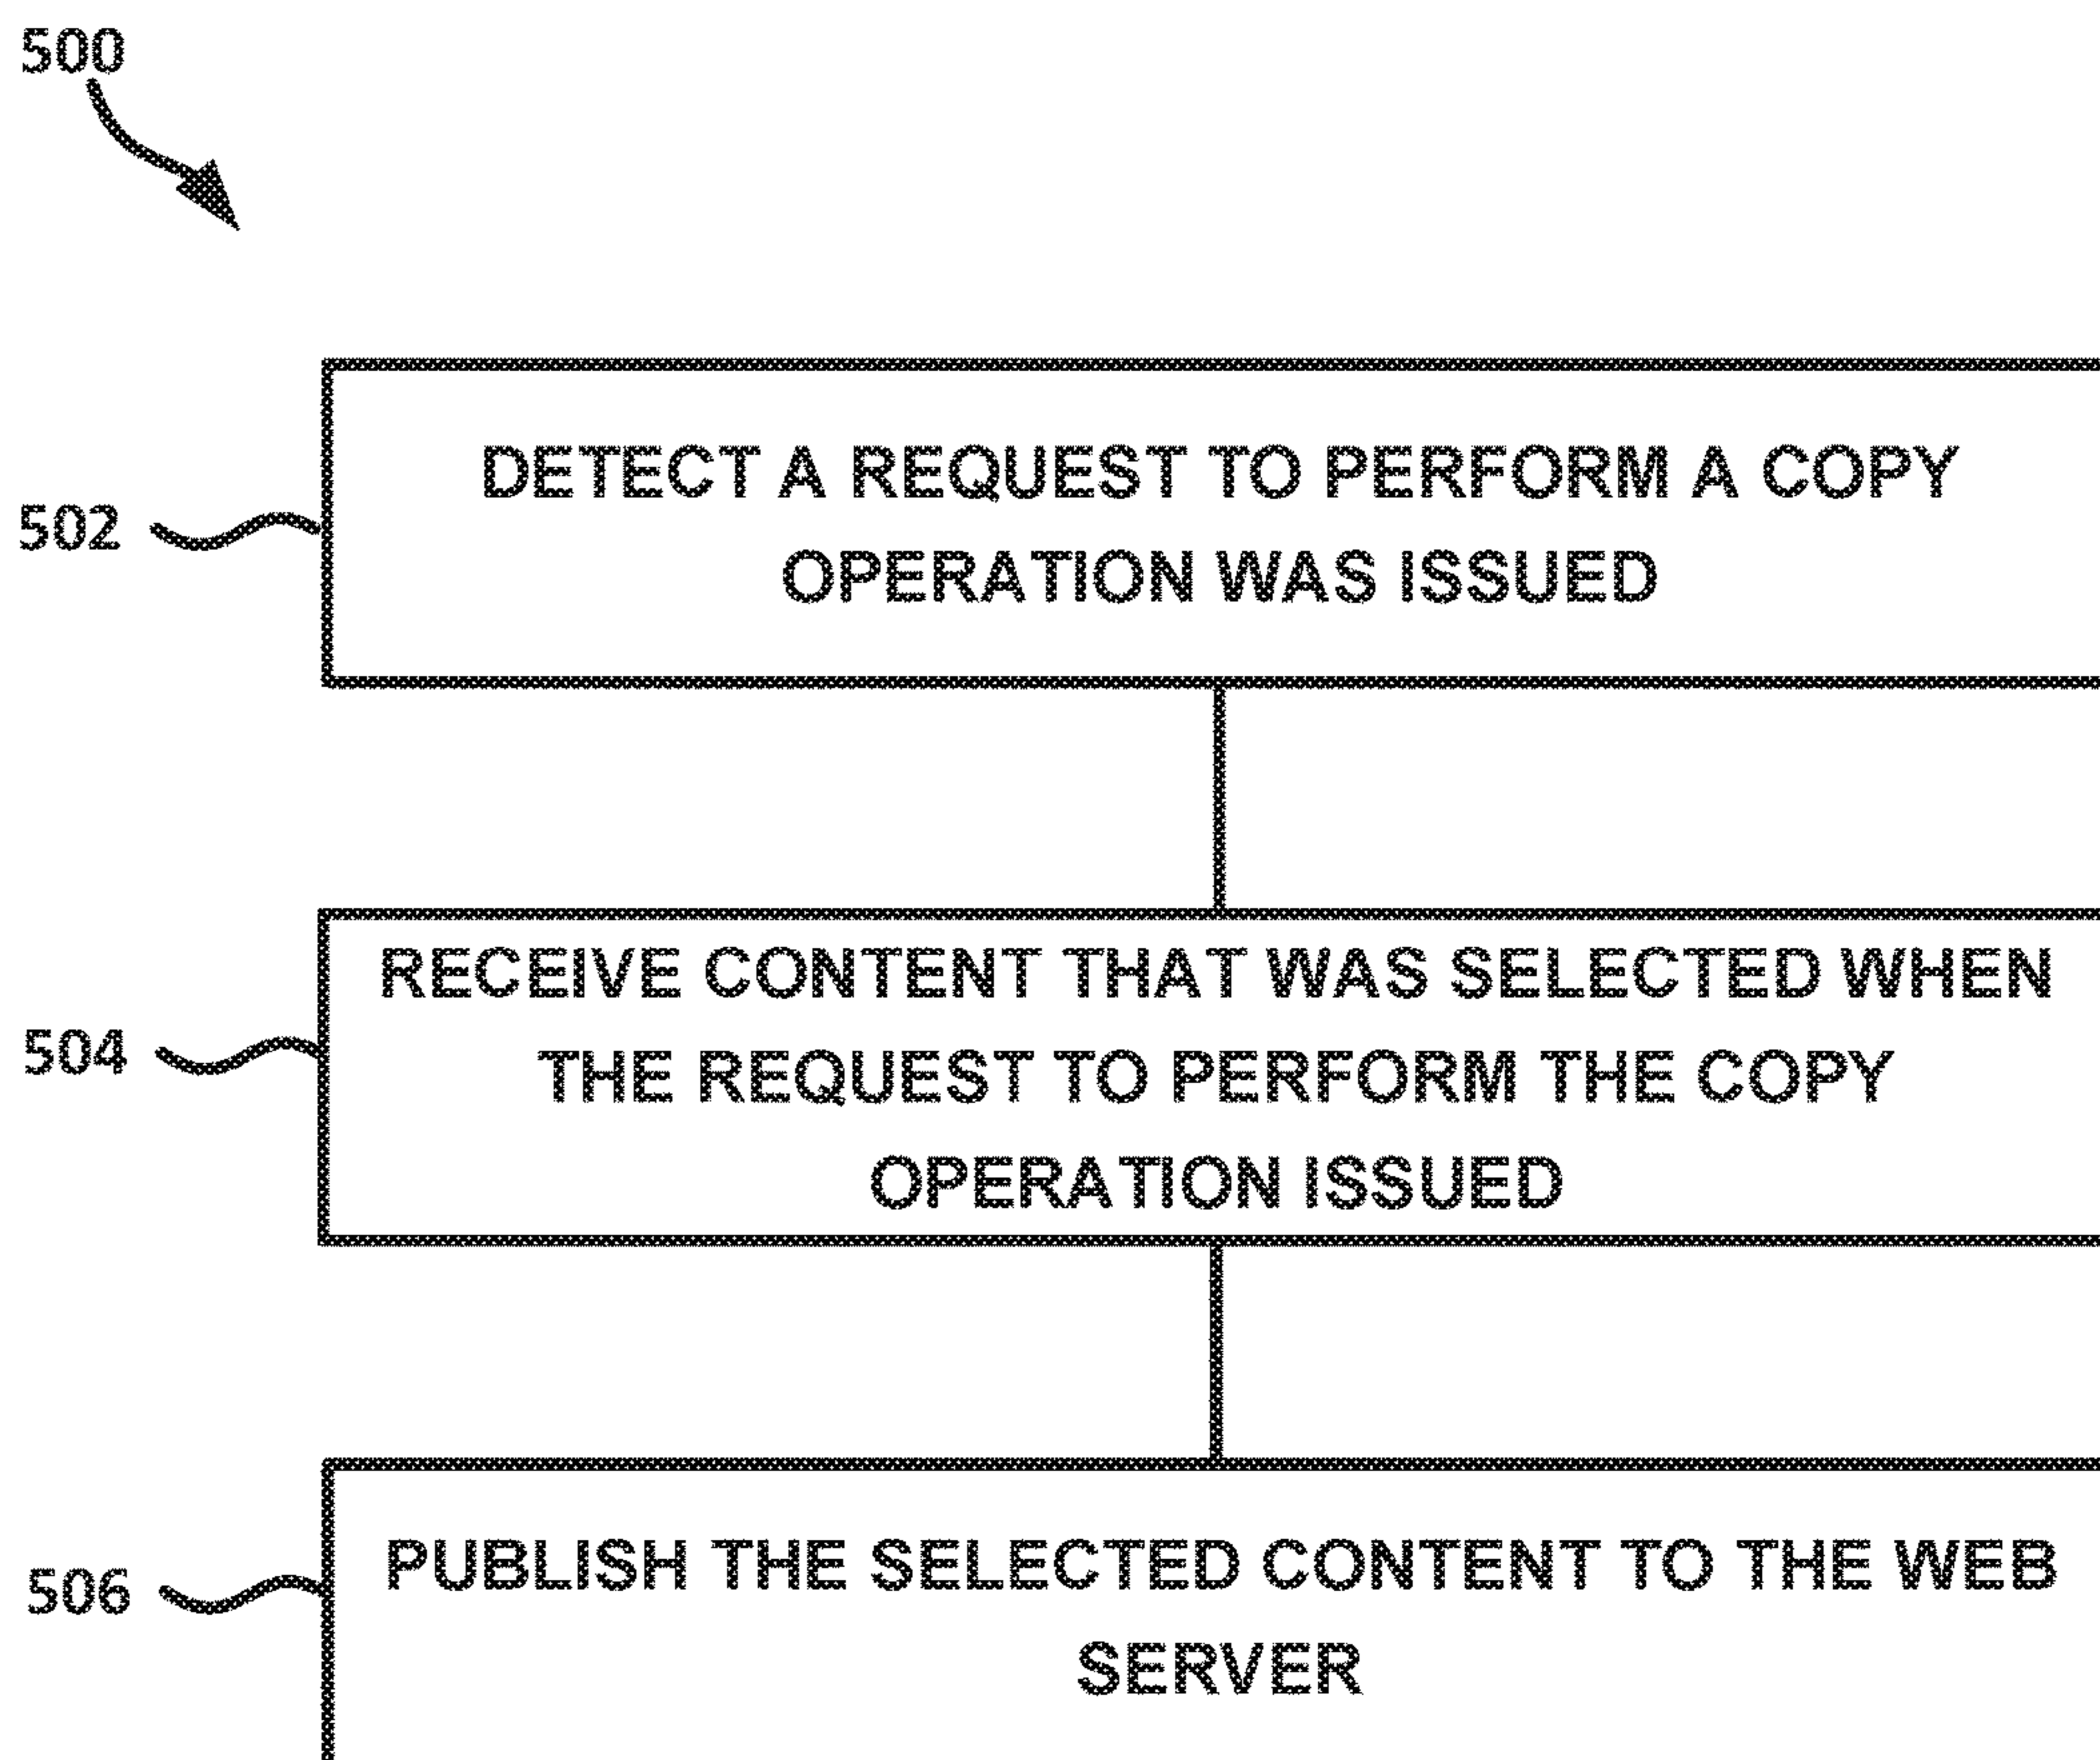 500
502
DETECT A REQUEST TO PERFORM A COPY
OPERATION WAS ISSUED
504
RECEIVE CONTENT THAT WAS SELECTED WHEN
THE REQUEST TO PERFORM THE COPY
OPERATION ISSUED
506
PUBLISH THE SELECTED CONTENT TO THE WEB
SERVER